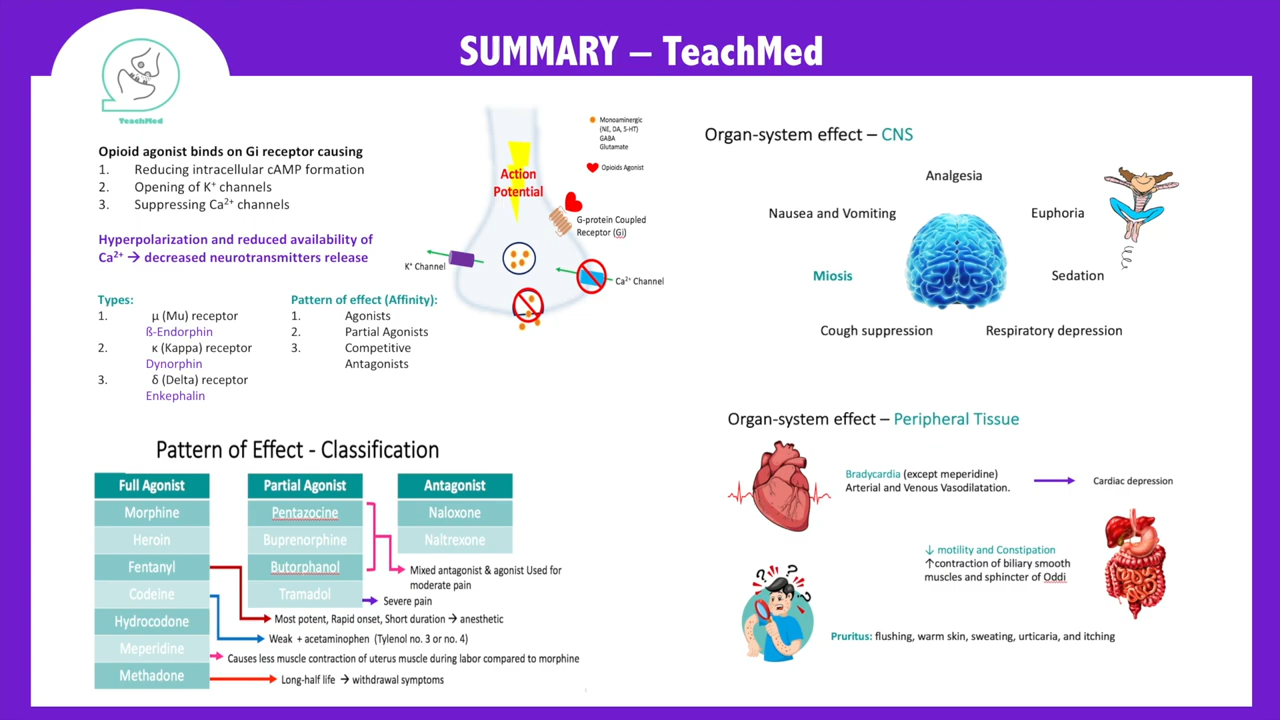 SUMMARY – TeachMed
TeachMed
Opioid agonist binds on Gi receptor causing
1. Reducing intracellular cAMP formation
2. Opening of K⁺ channels
3. Suppressing Ca²⁺ channels
Hyperpolarization and reduced availability of
Ca²⁺ → decreased neurotransmitters release
Types:
1. μ (Mu) receptor
ß-Endorphin
2. κ (Kappa) receptor
Dynorphin
3. δ (Delta) receptor
Enkephalin
Pattern of effect (Affinity):
1. Agonists
2. Partial Agonists
3. Competitive
Antagonists
Action
Potential
Monoaminergic
(NE, DA, 5-HT)
GABA
Glutamate
Opioids Agonist
G-protein Coupled
Receptor (Gi)
K⁺ Channel
Ca²⁺ Channel
Organ-system effect – CNS
Analgesia
Nausea and Vomiting
Euphoria
Miosis
Sedation
Cough suppression
Respiratory depression
Pattern of Effect - Classification
Full Agonist
Morphine
Heroin
Fentanyl
Codeine
Hydrocodone
Meperidine
Methadone
Partial Agonist
Pentazocine
Buprenorphine
Butorphanol
Tramadol
Antagonist
Naloxone
Naltrexone
Mixed antagonist & agonist Used for
moderate pain
Severe pain
Most potent, Rapid onset, Short duration → anesthetic
Weak + acetaminophen (Tylenol no. 3 or no. 4)
Causes less muscle contraction of uterus muscle during labor compared to morphine
Long-half life → withdrawal symptoms
Organ-system effect – Peripheral Tissue
Bradycardia (except meperidine)
Arterial and Venous Vasodilatation.
Cardiac depression
↓ motility and Constipation
↑contraction of biliary smooth
muscles and sphincter of Oddi
Pruritus: flushing, warm skin, sweating, urticaria, and itching